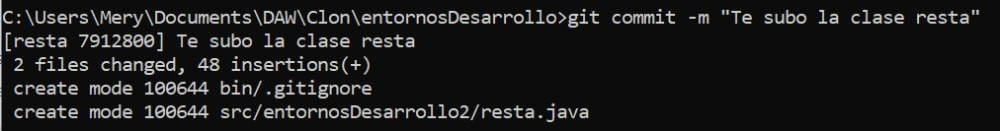 C:\Users\Mery\Documents\DAW\Clon\entornosDesarrollo>git commit -m "Te subo la clase resta"
[resta 7912800] Te subo la clase resta
 2 files changed, 48 insertions(+)
 create mode 100644 bin/.gitignore
 create mode 100644 src/entornosDesarrollo2/resta.java